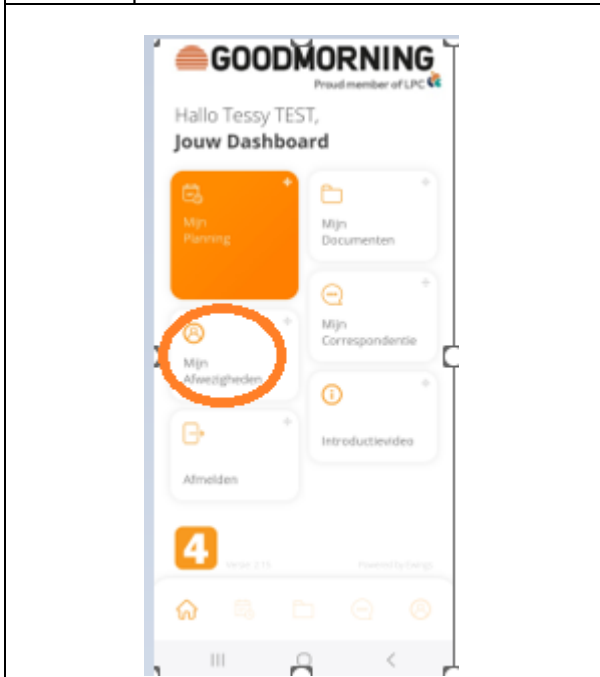 GOODMORNING
Proud member of LPC
Hallo Tessy TEST,
Jouw Dashboard
Mijn
Planning
Mijn
Documenten
Mijn
Correspondentie
Mijn
Afwezigheden
Introductievideo
Afmelden
4